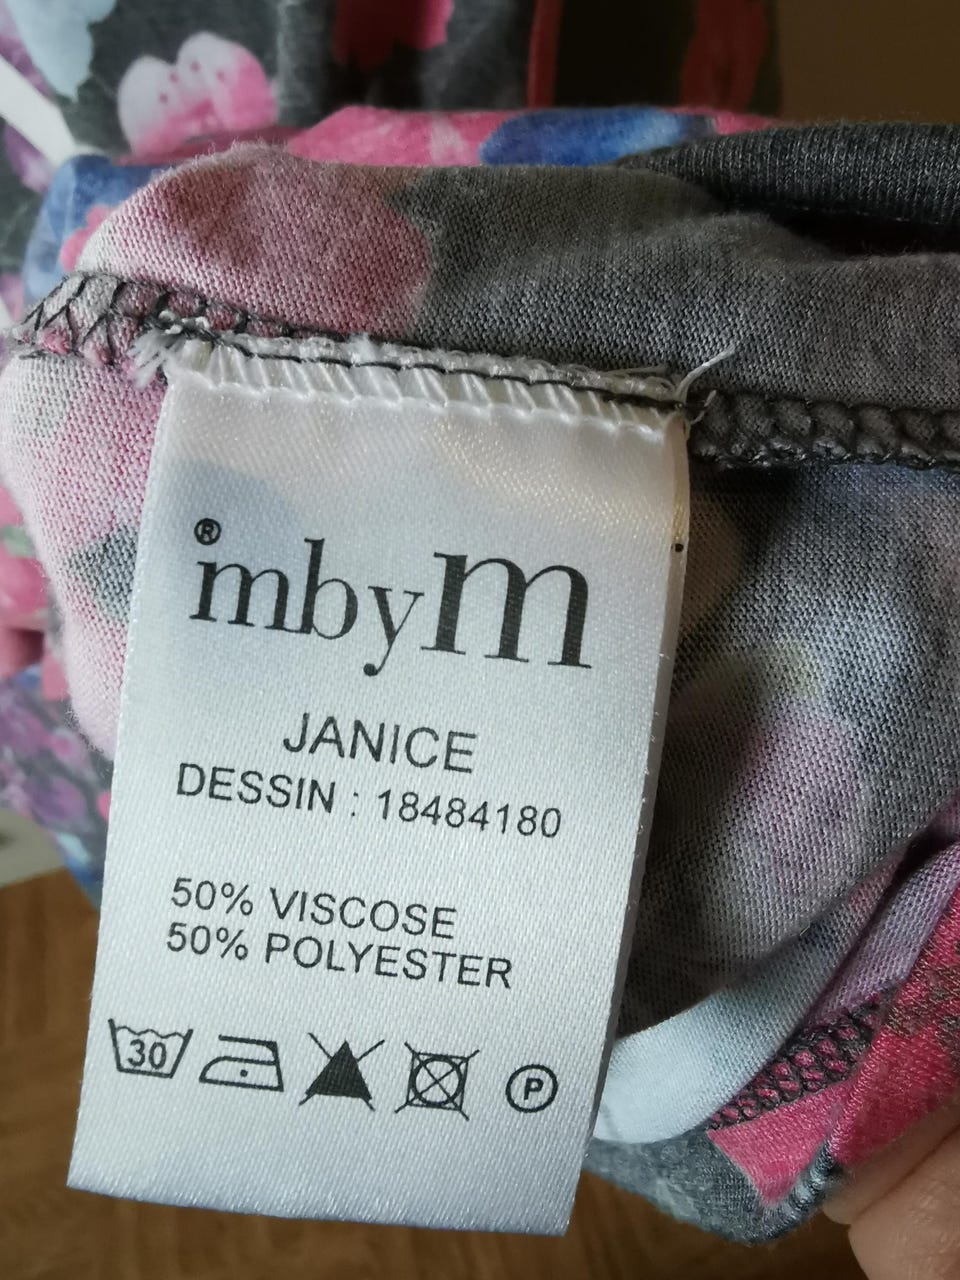 ®
imbym
JANICE
DESSIN : 18484180
50% VISCOSE
50% POLYESTER
30 P